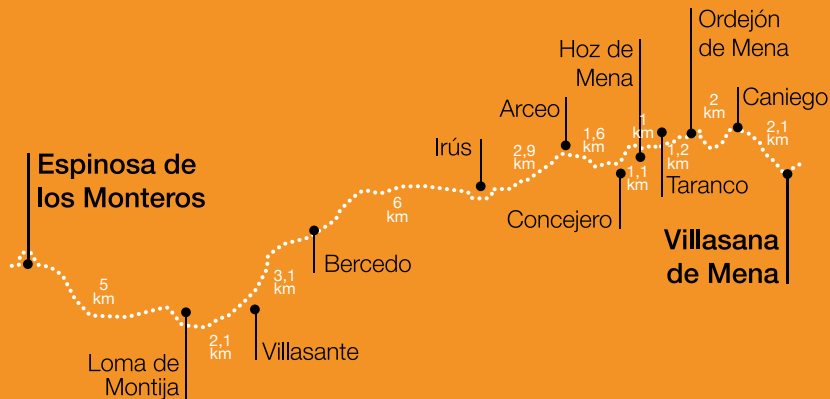 Espinosa de
los Monteros
5
km
Loma de
Montija
2,1
km
Villasante
3,1
km
Bercedo
6
km
Irús
2,9
km
Arceo
1,6
km
Concejero
1,1
km
Hoz de
Mena
1
km
Taranco
1,2
km
Ordejón
de Mena
2
km
Caniego
2,1
km
Villasana
de Mena